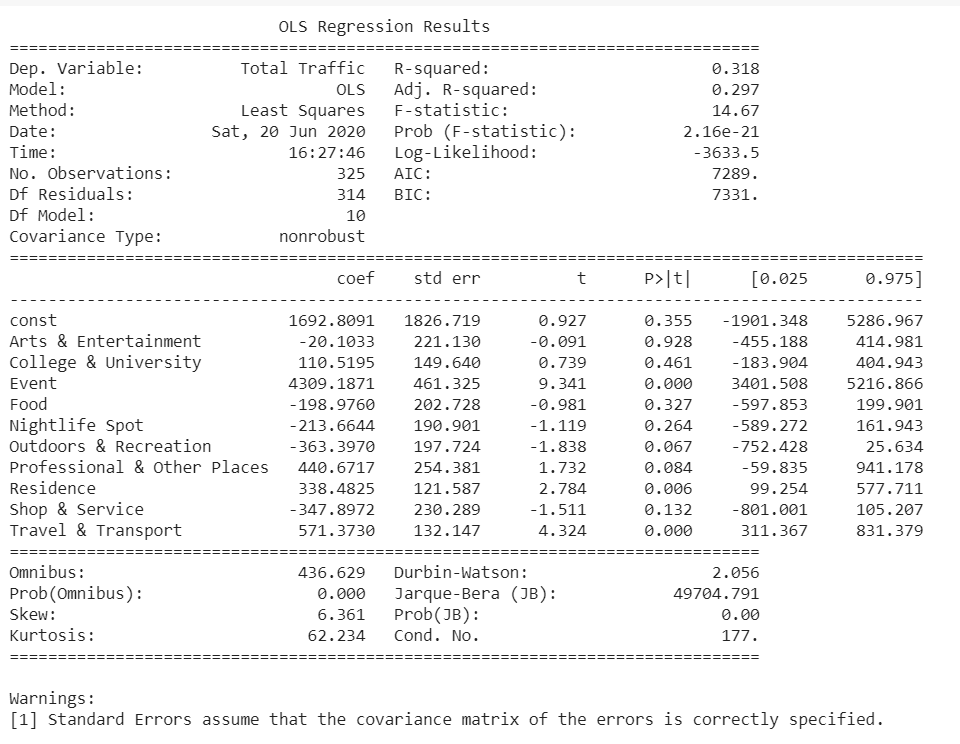 OLS Regression Results
==============================================================================
Dep. Variable: Total Traffic R-squared: 0.318
Model: OLS Adj. R-squared: 0.297
Method: Least Squares F-statistic: 14.67
Date: Sat, 20 Jun 2020 Prob (F-statistic): 2.16e-21
Time: 16:27:46 Log-Likelihood: -3633.5
No. Observations: 325 AIC: 7289.
Df Residuals: 314 BIC: 7331.
Df Model: 10
Covariance Type: nonrobust
===============================================================================================
coef std err t P>|t| [0.025 0.975]
-----------------------------------------------------------------------------------------------
const 1692.8091 1826.719 0.927 0.355 -1901.348 5286.967
Arts & Entertainment -20.1033 221.130 -0.091 0.928 -455.188 414.981
College & University 110.5195 149.640 0.739 0.461 -183.904 404.943
Event 4309.1871 461.325 9.341 0.000 3401.508 5216.866
Food -198.9760 202.728 -0.981 0.327 -597.853 199.901
Nightlife Spot -213.6644 190.901 -1.119 0.264 -589.272 161.943
Outdoors & Recreation -363.3970 197.724 -1.838 0.067 -752.428 25.634
Professional & Other Places 440.6717 254.381 1.732 0.084 -59.835 941.178
Residence 338.4825 121.587 2.784 0.006 99.254 577.711
Shop & Service -347.8972 230.289 -1.511 0.132 -801.001 105.207
Travel & Transport 571.3730 132.147 4.324 0.000 311.367 831.379
==============================================================================
Omnibus: 436.629 Durbin-Watson: 2.056
Prob(Omnibus): 0.000 Jarque-Bera (JB): 49704.791
Skew: 6.361 Prob(JB): 0.00
Kurtosis: 62.234 Cond. No. 177.
==============================================================================
Warnings:
[1] Standard Errors assume that the covariance matrix of the errors is correctly specified.